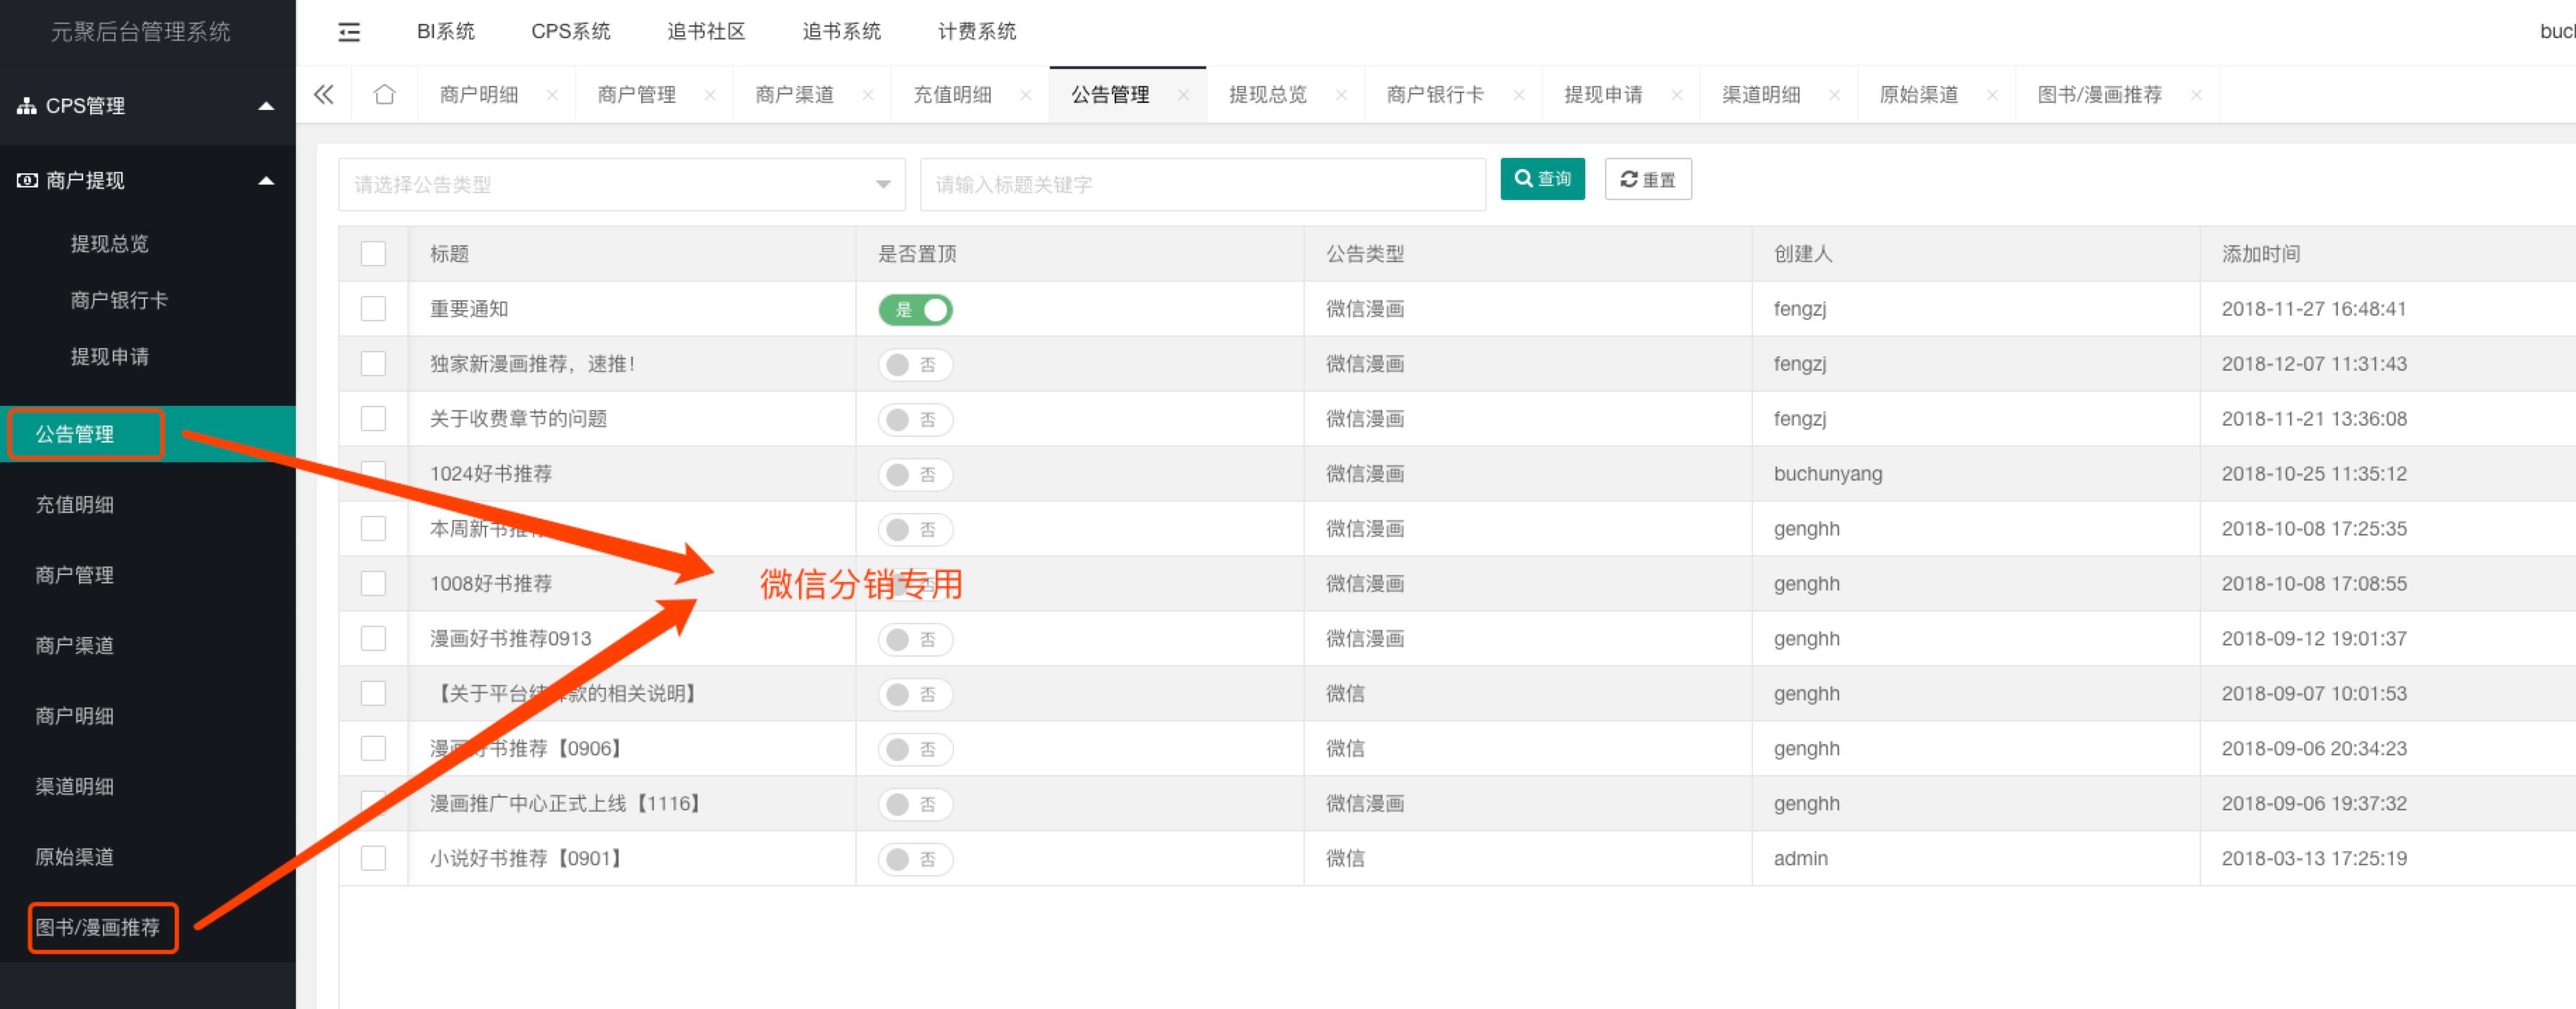 元聚后台管理系统
BI系统 CPS系统 追书社区 追书系统 计费系统
CPS管理
商户提现
提现总览
商户银行卡
提现申请
公告管理
充值明细
商户管理
商户渠道
商户明细
渠道明细
原始渠道
图书/漫画推荐
商户明细 商户管理 商户渠道 充值明细 公告管理 提现总览 商户银行卡 提现申请 渠道明细 原始渠道 图书/漫画推荐
请选择公告类型 请输入标题关键字 查询 重置
标题 是否置顶 公告类型 创建人 添加时间
重要通知 是 微信漫画 fengzj 2018-11-27 16:48:41
独家新漫画推荐，速推！ 否 微信漫画 fengzj 2018-12-07 11:31:43
关于收费章节的问题 否 微信漫画 fengzj 2018-11-21 13:36:08
1024好书推荐 否 微信漫画 buchunyang 2018-10-25 11:35:12
本周新书推荐 否 微信漫画 genghh 2018-10-08 17:25:35
1008好书推荐 否 微信漫画 genghh 2018-10-08 17:08:55
微信分销专用
漫画好书推荐0913 否 微信漫画 genghh 2018-09-12 19:01:37
【关于平台结 款的相关说明】 否 微信 genghh 2018-09-07 10:01:53
漫画好书推荐【0906】 否 微信 genghh 2018-09-06 20:34:23
漫画推广中心正式上线【1116】 否 微信漫画 genghh 2018-09-06 19:37:32
小说好书推荐【0901】 否 微信 admin 2018-03-13 17:25:19